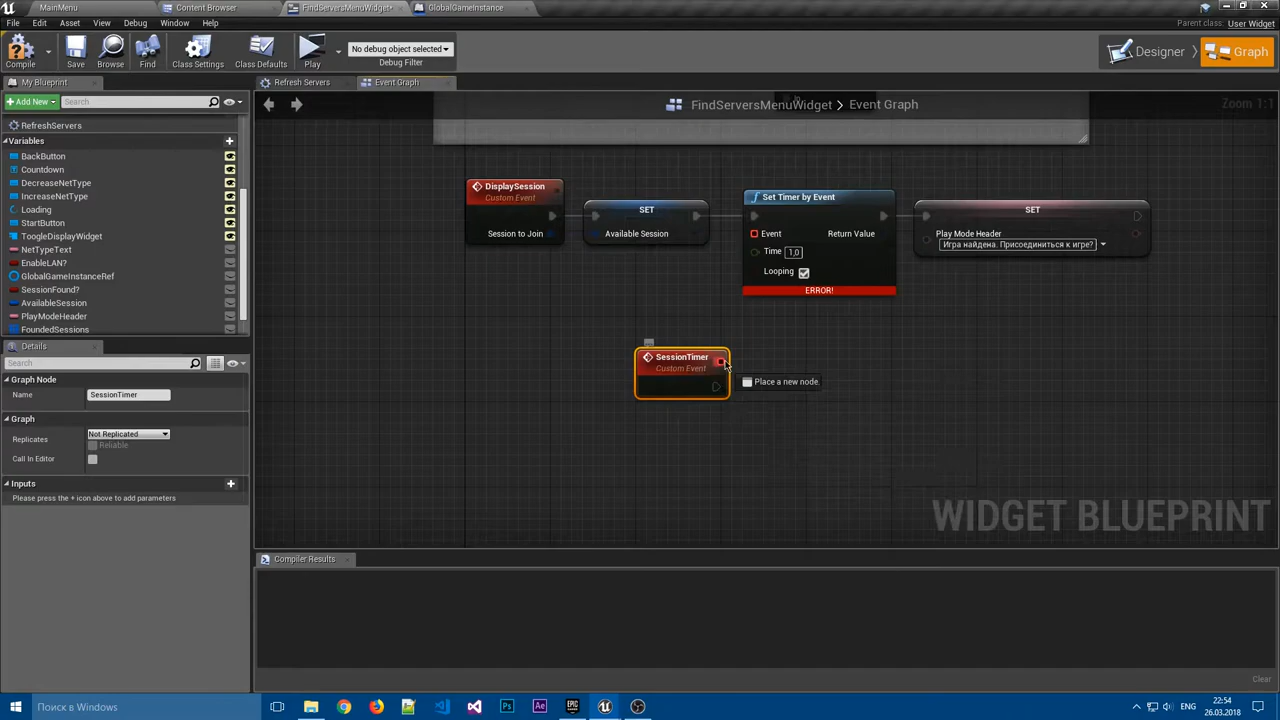 MainMenu
Content Browser
FindServersMenuWidget*
GlobalGameInstance
File
Edit
Asset
View
Debug
Window
Help
Parent class: User Widget
Compile
Save
Browse
Find
Class Settings
Class Defaults
Play
No debug object selected
Debug Filter
Designer
Graph
My Blueprint
Refresh Servers
Event Graph
Add New
Search
FindServersMenuWidget > Event Graph
Zoom 1:1
RefreshServers
Variables
BackButton
Countdown
DecreaseNetType
IncreaseNetType
Loading
StartButton
ToogleDisplayWidget
NetTypeText
EnableLAN?
GlobalGameInstanceRef
SessionFound?
AvailableSession
PlayModeHeader
FoundedSessions
DisplaySession
Custom Event
Session to Join
SET
Available Session
Set Timer by Event
Event
Return Value
Time 1,0
Looping
ERROR!
SET
Play Mode Header
Игра найдена. Присоединиться к игре?
SessionTimer
Custom Event
Place a new node.
Details
Search
Graph Node
Name SessionTimer
Graph
Replicates Not Replicated
Reliable
Call In Editor
Inputs
Please press the + icon above to add parameters
WIDGET BLUEPRINT
Compiler Results
Clear
Поиск в Windows
Ps
Ae
EPIC
ENG
22:54
26.03.2018